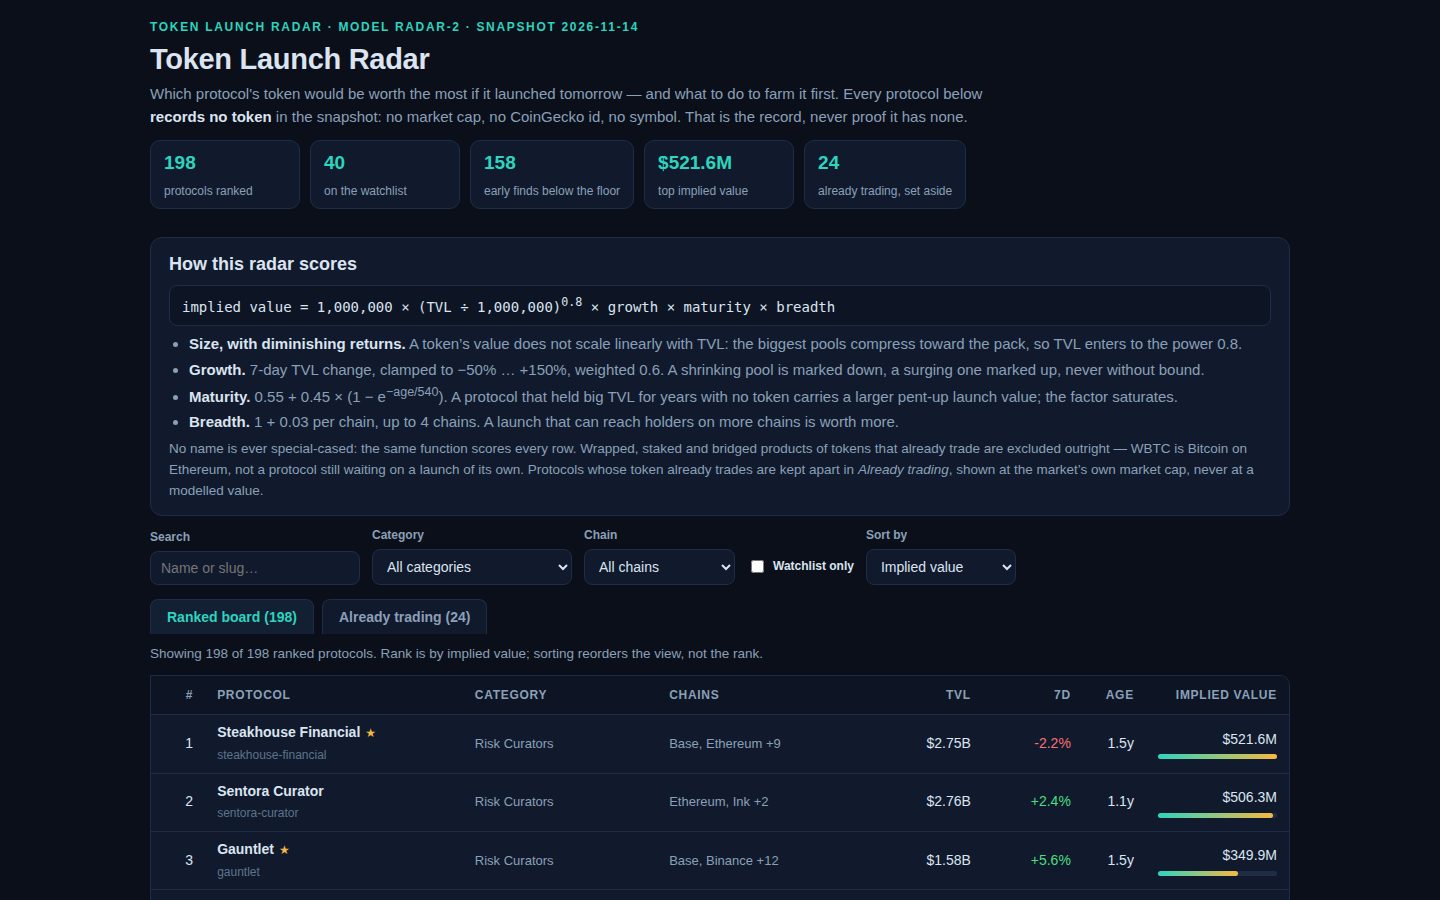 TOKEN LAUNCH RADAR · MODEL RADAR-2 · SNAPSHOT 2026-11-14
Token Launch Radar
Which protocol's token would be worth the most if it launched tomorrow — and what to do to farm it first. Every protocol below
records no token in the snapshot: no market cap, no CoinGecko id, no symbol. That is the record, never proof it has none.
198
protocols ranked
40
on the watchlist
158
early finds below the floor
$521.6M
top implied value
24
already trading, set aside
How this radar scores
implied value = 1,000,000 × (TVL ÷ 1,000,000)^0.8 × growth × maturity × breadth
• Size, with diminishing returns. A token's value does not scale linearly with TVL: the biggest pools compress toward the pack, so TVL enters to the power 0.8.
• Growth. 7-day TVL change, clamped to −50% … +150%, weighted 0.6. A shrinking pool is marked down, a surging one marked up, never without bound.
• Maturity. 0.55 + 0.45 × (1 − e^−age/540). A protocol that held big TVL for years with no token carries a larger pent-up launch value; the factor saturates.
• Breadth. 1 + 0.03 per chain, up to 4 chains. A launch that can reach holders on more chains is worth more.
No name is ever special-cased: the same function scores every row. Wrapped, staked and bridged products of tokens that already trade are excluded outright — WBTC is Bitcoin on
Ethereum, not a protocol still waiting on a launch of its own. Protocols whose token already trades are kept apart in Already trading, shown at the market's own market cap, never at a
modelled value.
Search
Name or slug…
Category
All categories
Chain
All chains
Watchlist only
Sort by
Implied value
Ranked board (198)
Already trading (24)
Showing 198 of 198 ranked protocols. Rank is by implied value; sorting reorders the view, not the rank.
# PROTOCOL CATEGORY CHAINS TVL 7D AGE IMPLIED VALUE
1 Steakhouse Financial ★ Risk Curators Base, Ethereum +9 $2.75B -2.2% 1.5y $521.6M
steakhouse-financial
2 Sentora Curator Risk Curators Ethereum, Ink +2 $2.76B +2.4% 1.1y $506.3M
sentora-curator
3 Gauntlet ★ Risk Curators Base, Binance +12 $1.58B +5.6% 1.5y $349.9M
gauntlet